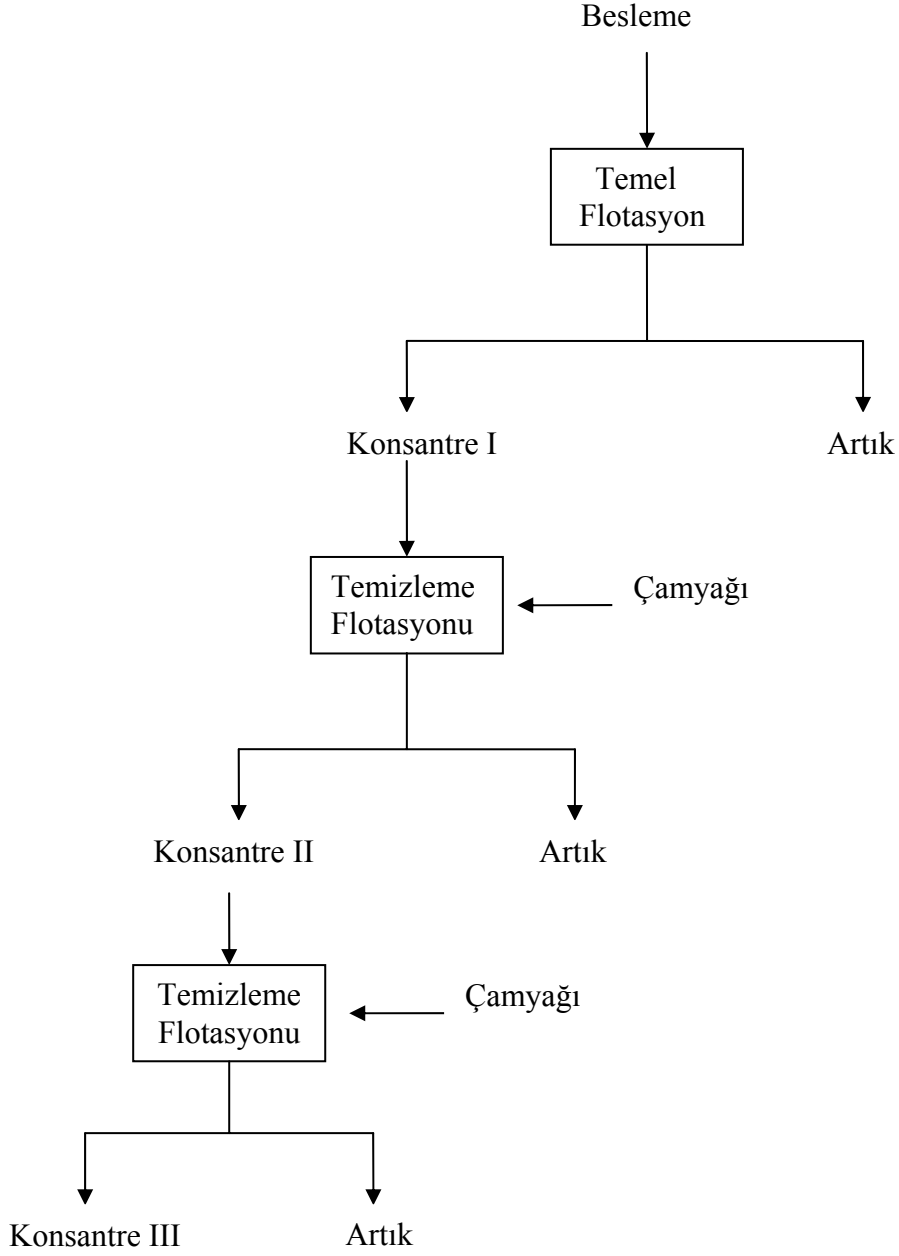 Besleme
Temel
Flotasyon
Konsantre I
Artık
Temizleme
Flotasyonu
Çamyağı
Konsantre II
Artık
Temizleme
Flotasyonu
Çamyağı
Konsantre III
Artık